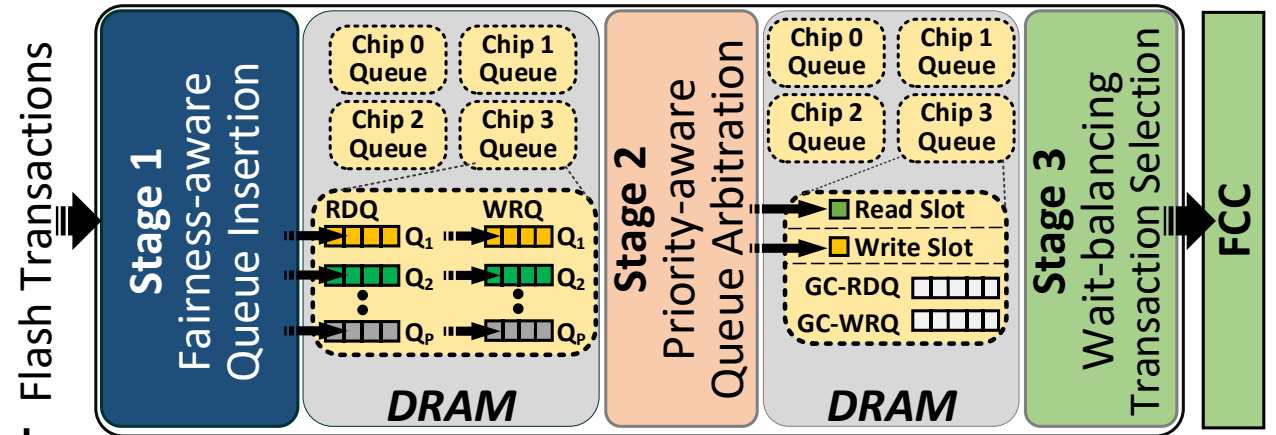 Flash Transactions
Stage 1
Fairness-aware
Queue Insertion
Chip 0
Queue
Chip 1
Queue
Chip 2
Queue
Chip 3
Queue
RDQ
WRQ
Q1
Q1
Q2
Q2
QP
QP
DRAM
Stage 2
Priority-aware
Queue Arbitration
Chip 0
Queue
Chip 1
Queue
Chip 2
Queue
Chip 3
Queue
Read Slot
Write Slot
GC-RDQ
GC-WRQ
DRAM
Stage 3
Wait-balancing
Transaction Selection
FCC